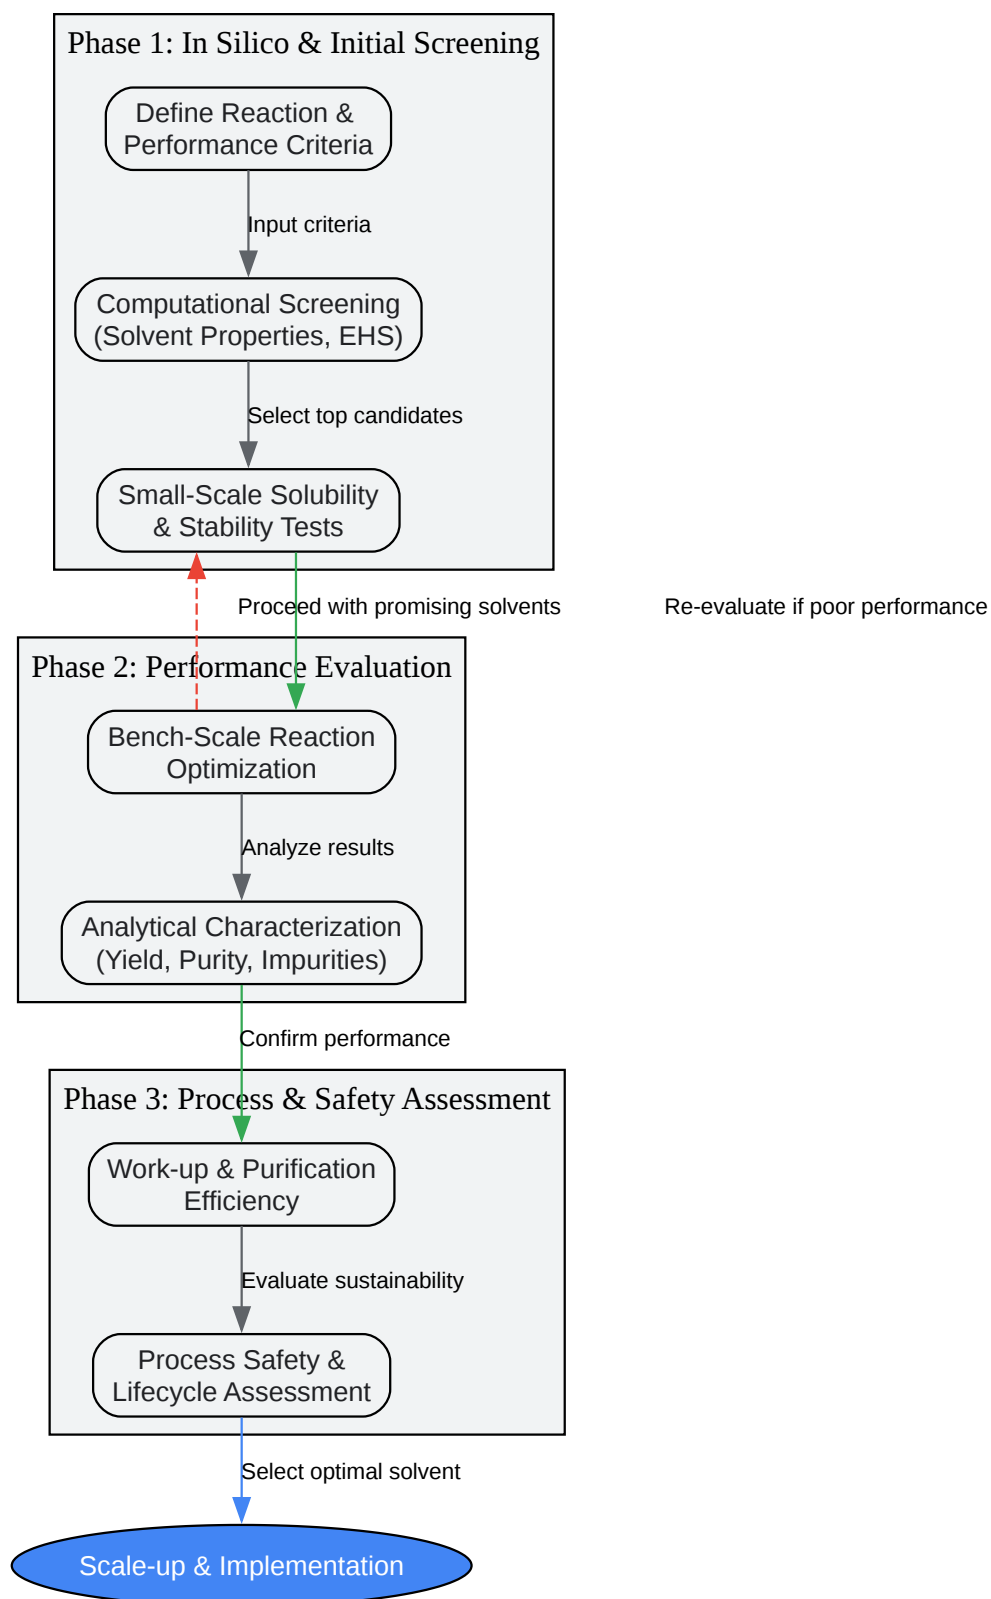 Phase 1: In Silico & Initial Screening
Define Reaction &
Performance Criteria
Input criteria
Computational Screening
(Solvent Properties, EHS)
Select top candidates
Small-Scale Solubility
& Stability Tests
Proceed with promising solvents
Re-evaluate if poor performance
Phase 2: Performance Evaluation
Bench-Scale Reaction
Optimization
Analyze results
Analytical Characterization
(Yield, Purity, Impurities)
Confirm performance
Phase 3: Process & Safety Assessment
Work-up & Purification
Efficiency
Evaluate sustainability
Process Safety &
Lifecycle Assessment
Select optimal solvent
Scale-up & Implementation